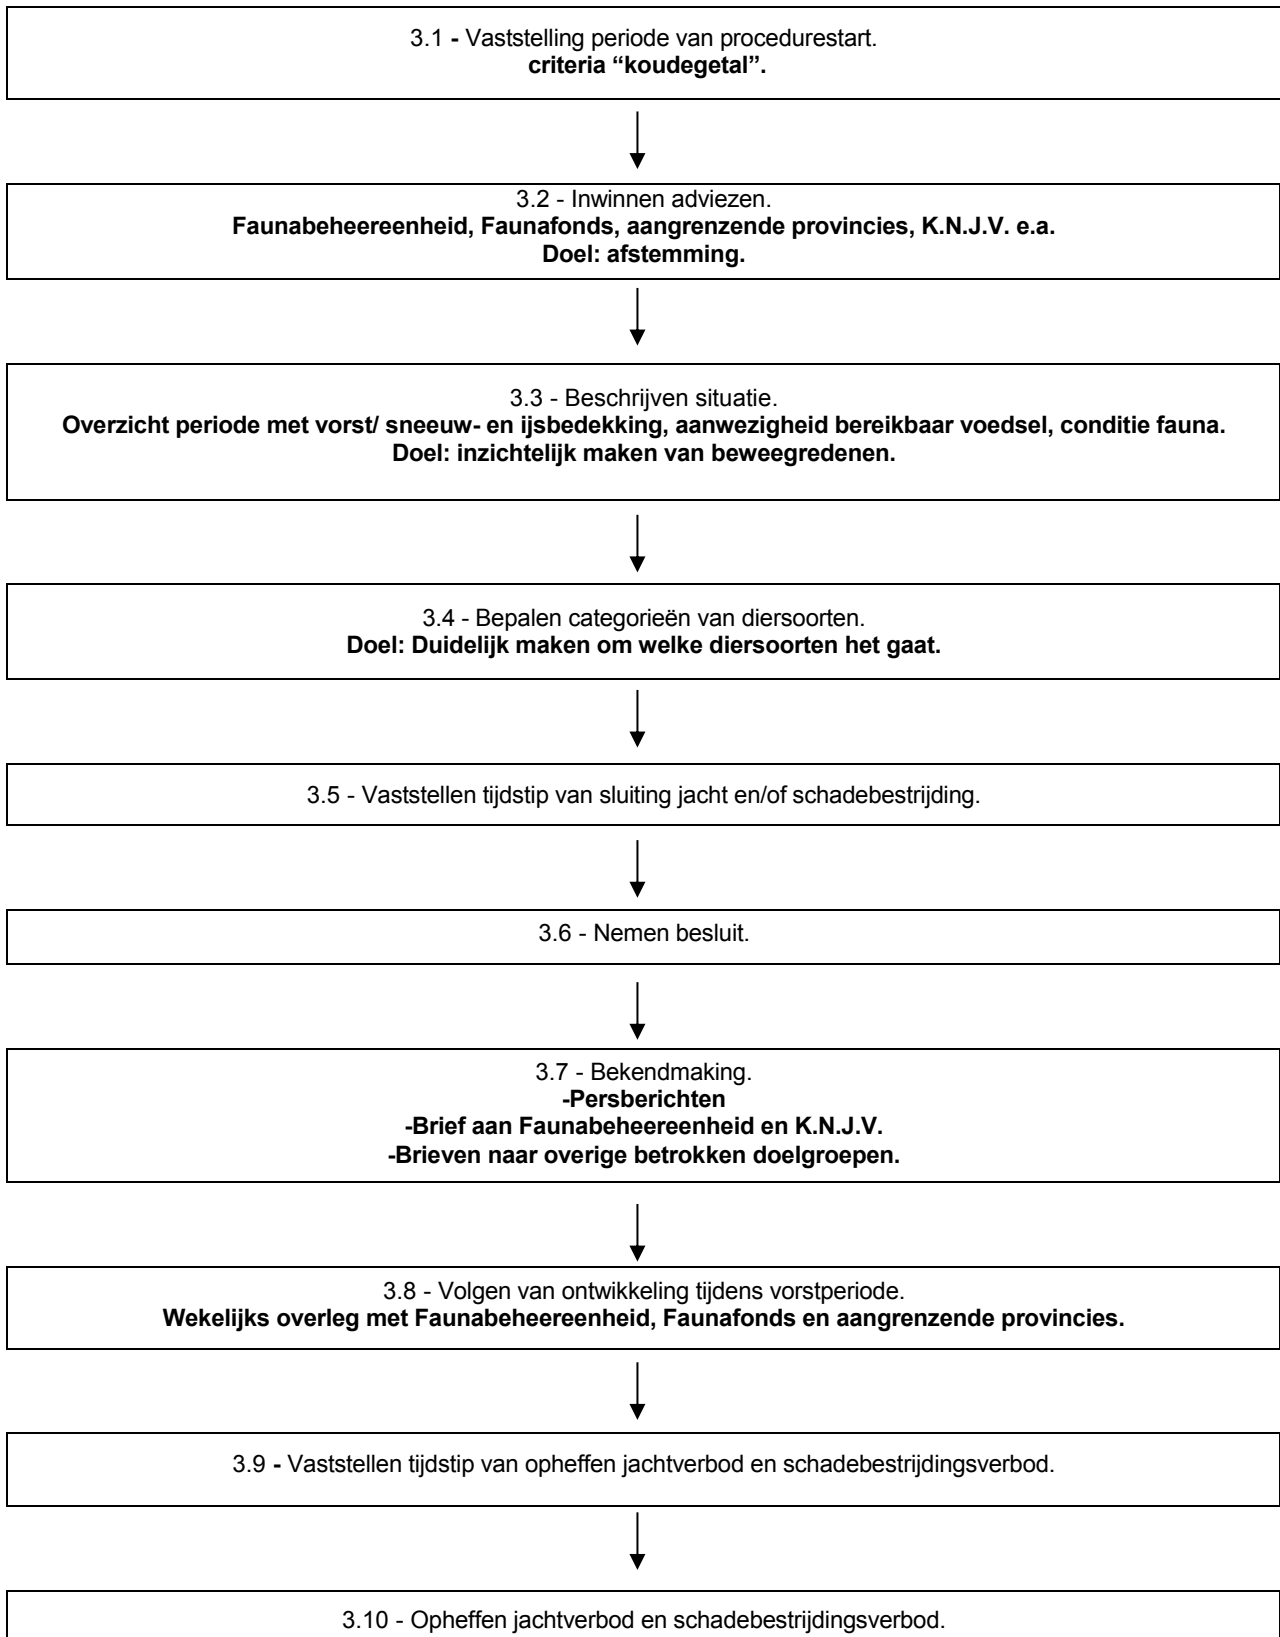 3.1 - Vaststelling periode van procedurestart.
criteria “koudegetal”.
3.2 - Inwinnen adviezen.
Faunabeheereenheid, Faunafonds, aangrenzende provincies, K.N.J.V. e.a.
Doel: afstemming.
3.3 - Beschrijven situatie.
Overzicht periode met vorst/ sneeuw- en ijsbedekking, aanwezigheid bereikbaar voedsel, conditie fauna.
Doel: inzichtelijk maken van beweegredenen.
3.4 - Bepalen categorieën van diersoorten.
Doel: Duidelijk maken om welke diersoorten het gaat.
3.5 - Vaststellen tijdstip van sluiting jacht en/of schadebestrijding.
3.6 - Nemen besluit.
3.7 - Bekendmaking.
-Persberichten
-Brief aan Faunabeheereenheid en K.N.J.V.
-Brieven naar overige betrokken doelgroepen.
3.8 - Volgen van ontwikkeling tijdens vorstperiode.
Wekelijks overleg met Faunabeheereenheid, Faunafonds en aangrenzende provincies.
3.9 - Vaststellen tijdstip van opheffen jachtverbod en schadebestrijdingsverbod.
3.10 - Opheffen jachtverbod en schadebestrijdingsverbod.